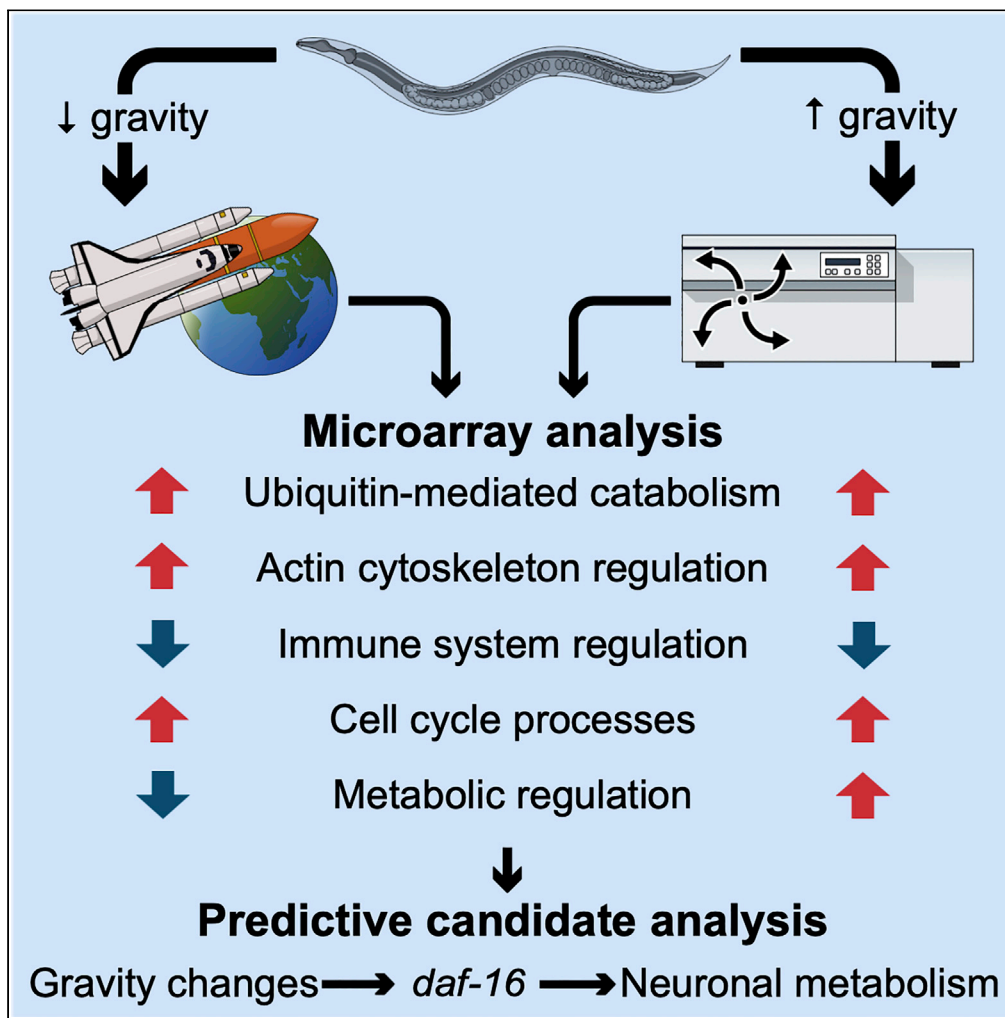 ↓ gravity
↑ gravity
Microarray analysis
Ubiquitin-mediated catabolism
Actin cytoskeleton regulation
Immune system regulation
Cell cycle processes
Metabolic regulation
Predictive candidate analysis
Gravity changes → daf-16 → Neuronal metabolism